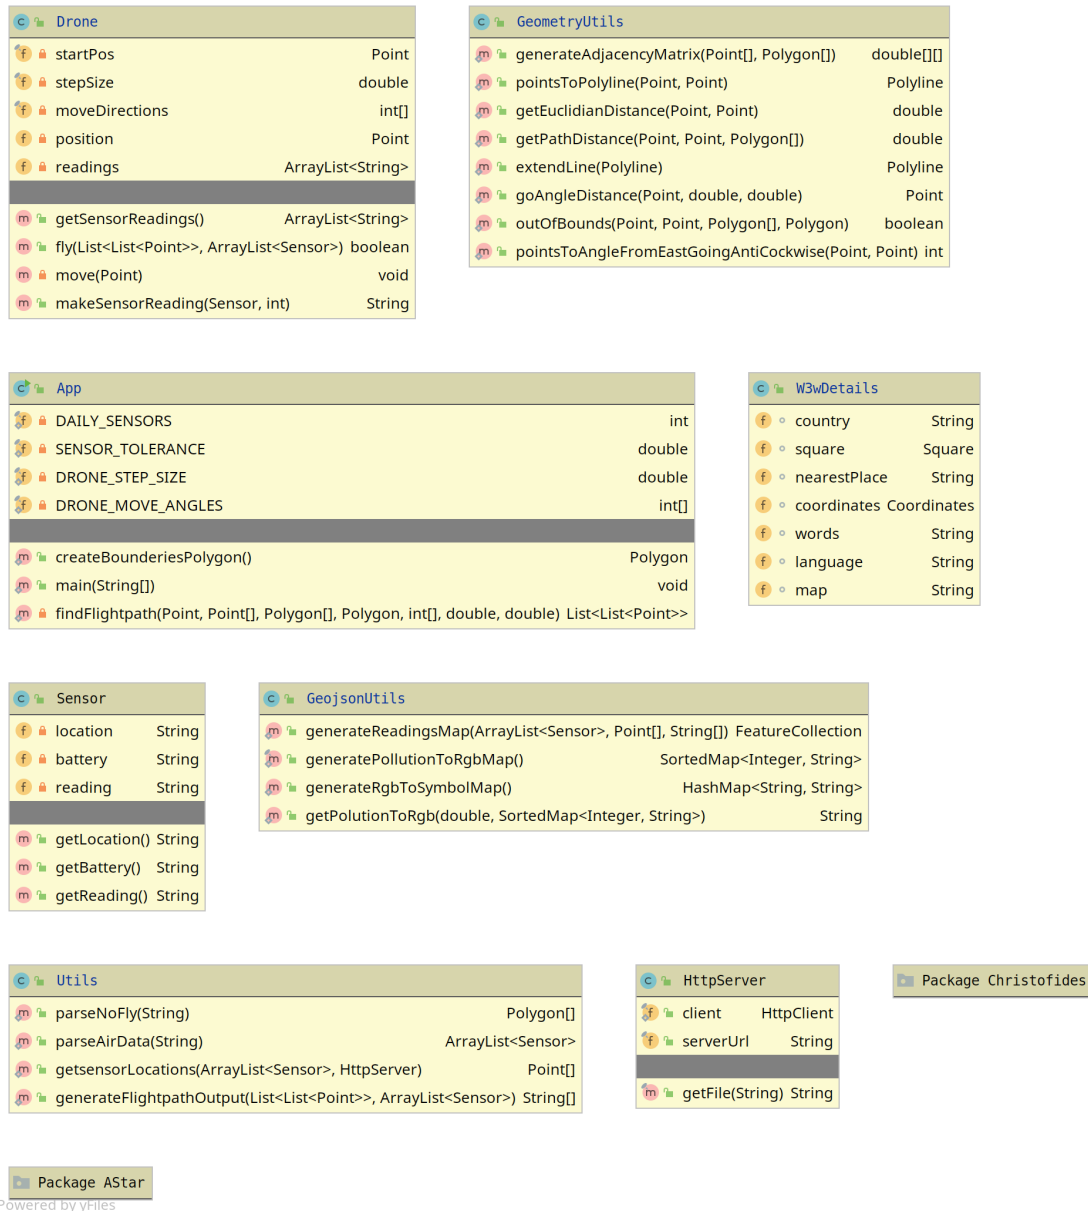 Drone
startPos Point
stepSize double
moveDirections int[]
position Point
readings ArrayList<String>
getSensorReadings() ArrayList<String>
fly(List<List<Point>>, ArrayList<Sensor>) boolean
move(Point) void
makeSensorReading(Sensor, int) String
GeometryUtils
generateAdjacencyMatrix(Point[], Polygon[]) double[][]
pointsToPolyline(Point, Point) Polyline
getEuclidianDistance(Point, Point) double
getPathDistance(Point, Point, Polygon[]) double
extendLine(Polyline) Polyline
goAngleDistance(Point, double, double) Point
outOfBounds(Point, Point, Polygon[], Polygon) boolean
pointsToAngleFromEastGoingAntiCockwise(Point, Point) int
App
DAILY_SENSORS int
SENSOR_TOLERANCE double
DRONE_STEP_SIZE double
DRONE_MOVE_ANGLES int[]
createBounderiesPolygon() Polygon
main(String[]) void
findFlightpath(Point, Point[], Polygon[], Polygon, int[], double, double) List<List<Point>>
W3wDetails
country String
square Square
nearestPlace String
coordinates Coordinates
words String
language String
map String
Sensor
location String
battery String
reading String
getLocation() String
getBattery() String
getReading() String
GeojsonUtils
generateReadingsMap(ArrayList<Sensor>, Point[], String[]) FeatureCollection
generatePollutionToRgbMap() SortedMap<Integer, String>
generateRgbToSymbolMap() HashMap<String, String>
getPolutionToRgb(double, SortedMap<Integer, String>) String
Utils
parseNoFly(String) Polygon[]
parseAirData(String) ArrayList<Sensor>
getsensorLocations(ArrayList<Sensor>, HttpServer) Point[]
generateFlightpathOutput(List<List<Point>>, ArrayList<Sensor>) String[]
HttpServer
client HttpClient
serverUrl String
getFile(String) String
Package Christofides
Package AStar
Powered by yFiles